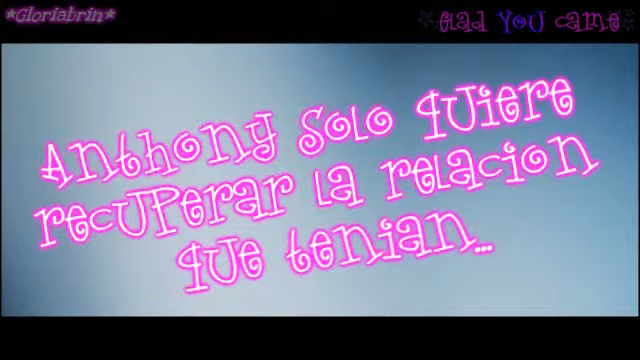 *Gloriabrin*
Glad You Came
Anthony solo quiere
recuperar la relacion
que tenian...